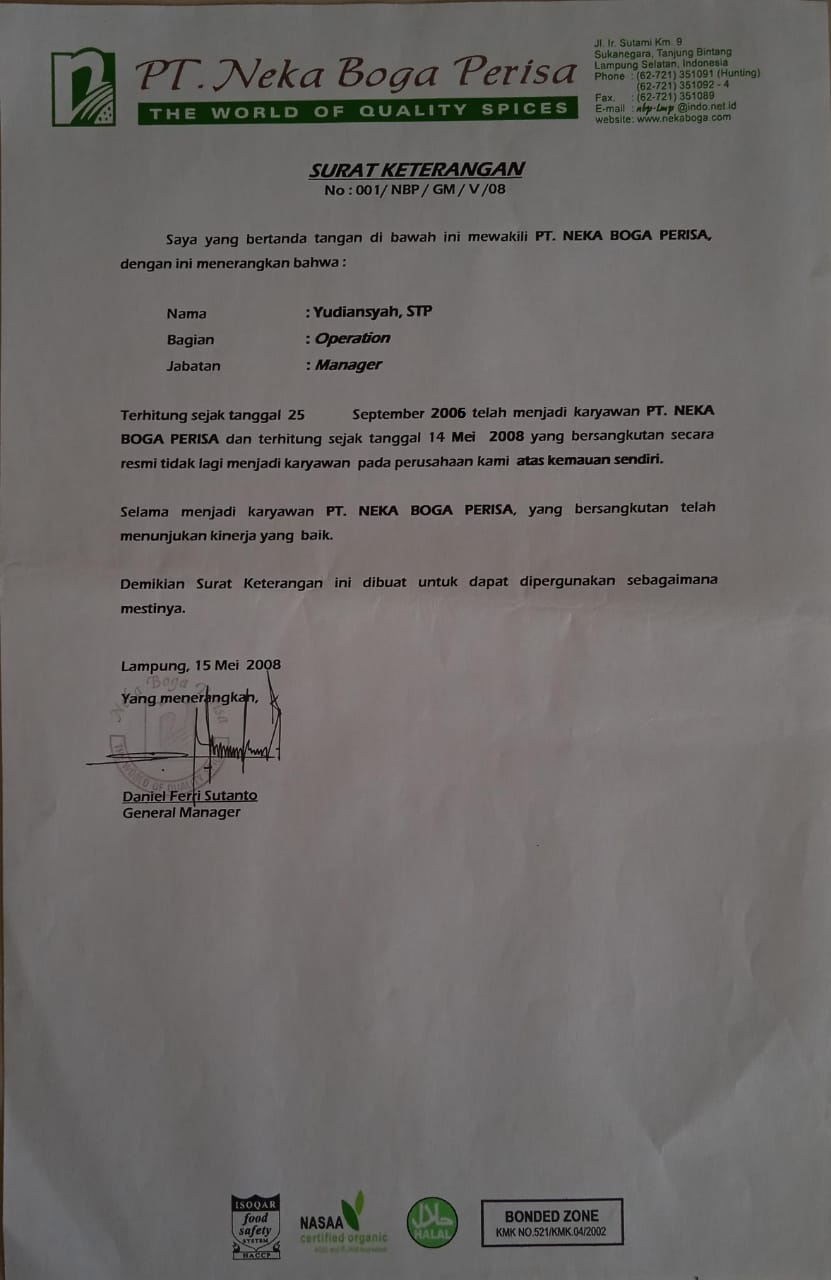 PT. Neka Boga Perisa
THE WORLD OF QUALITY SPICES
Jl. Ir. Sutami Km. 9
Sukanegara, Tanjung Bintang
Lampung Selatan, Indonesia
Phone : (62-721) 351091 (Hunting)
(62-721) 351092 - 4
Fax. : (62-721) 351089
E-mail : nbp-lmp @indo.net.id
website: www.nekaboga.com
SURAT KETERANGAN
No : 001/ NBP / GM / V /08
Saya yang bertanda tangan di bawah ini mewakili PT. NEKA BOGA PERISA,
dengan ini menerangkan bahwa :
Nama : Yudiansyah, STP
Bagian : Operation
Jabatan : Manager
Terhitung sejak tanggal 25 September 2006 telah menjadi karyawan PT. NEKA
BOGA PERISA dan terhitung sejak tanggal 14 Mei 2008 yang bersangkutan secara
resmi tidak lagi menjadi karyawan pada perusahaan kami atas kemauan sendiri.
Selama menjadi karyawan PT. NEKA BOGA PERISA, yang bersangkutan telah
menunjukan kinerja yang baik.
Demikian Surat Keterangan ini dibuat untuk dapat dipergunakan sebagaimana
mestinya.
Lampung, 15 Mei 2008
Yang menerangkan,
Neka Boga Perisa
THE WORLD OF QUALITY
Daniel Ferri Sutanto
General Manager
ISOQAR
food
safety
SYSTEM
HACCP
NASAA
certified organic
حلال
HALAL
BONDED ZONE
KMK NO.521/KMK.04/2002